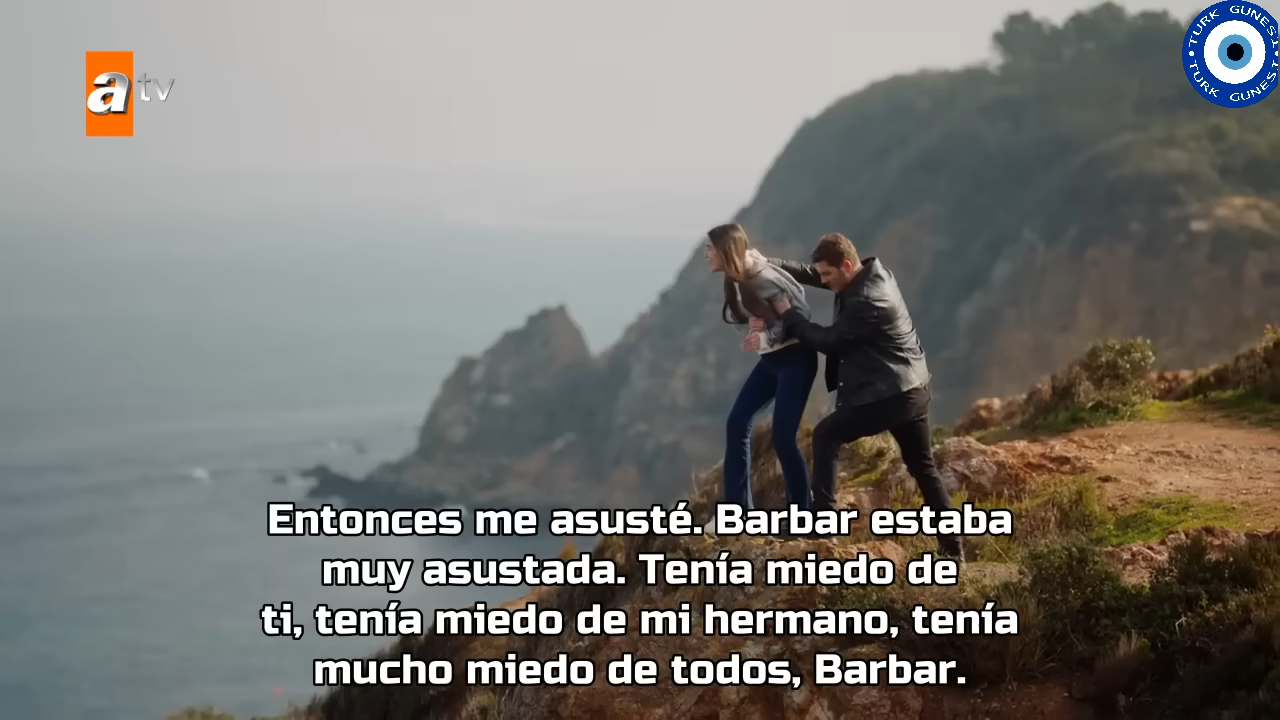 atv
TURK GUNESI
TURK GUNESI
Entonces me asusté. Barbar estaba
muy asustada. Tenía miedo de
ti, tenía miedo de mi hermano, tenía
mucho miedo de todos, Barbar.